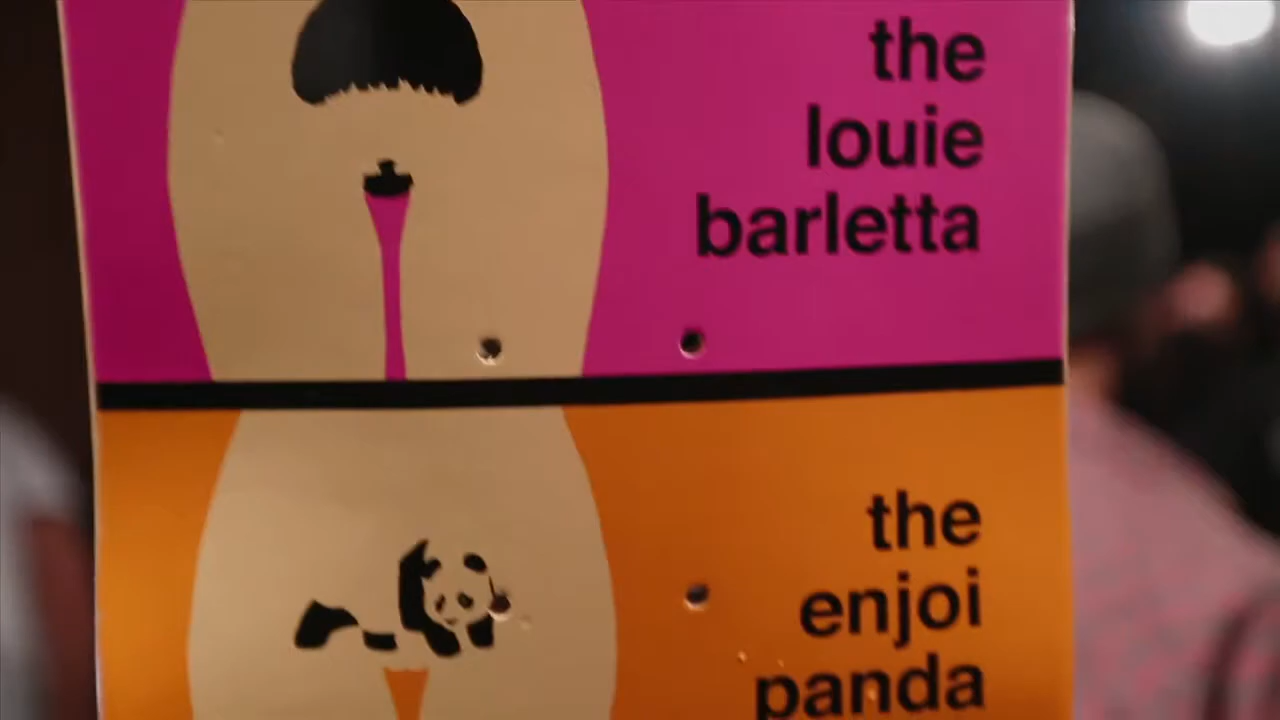 the
louie
barletta
the
enjoi
panda